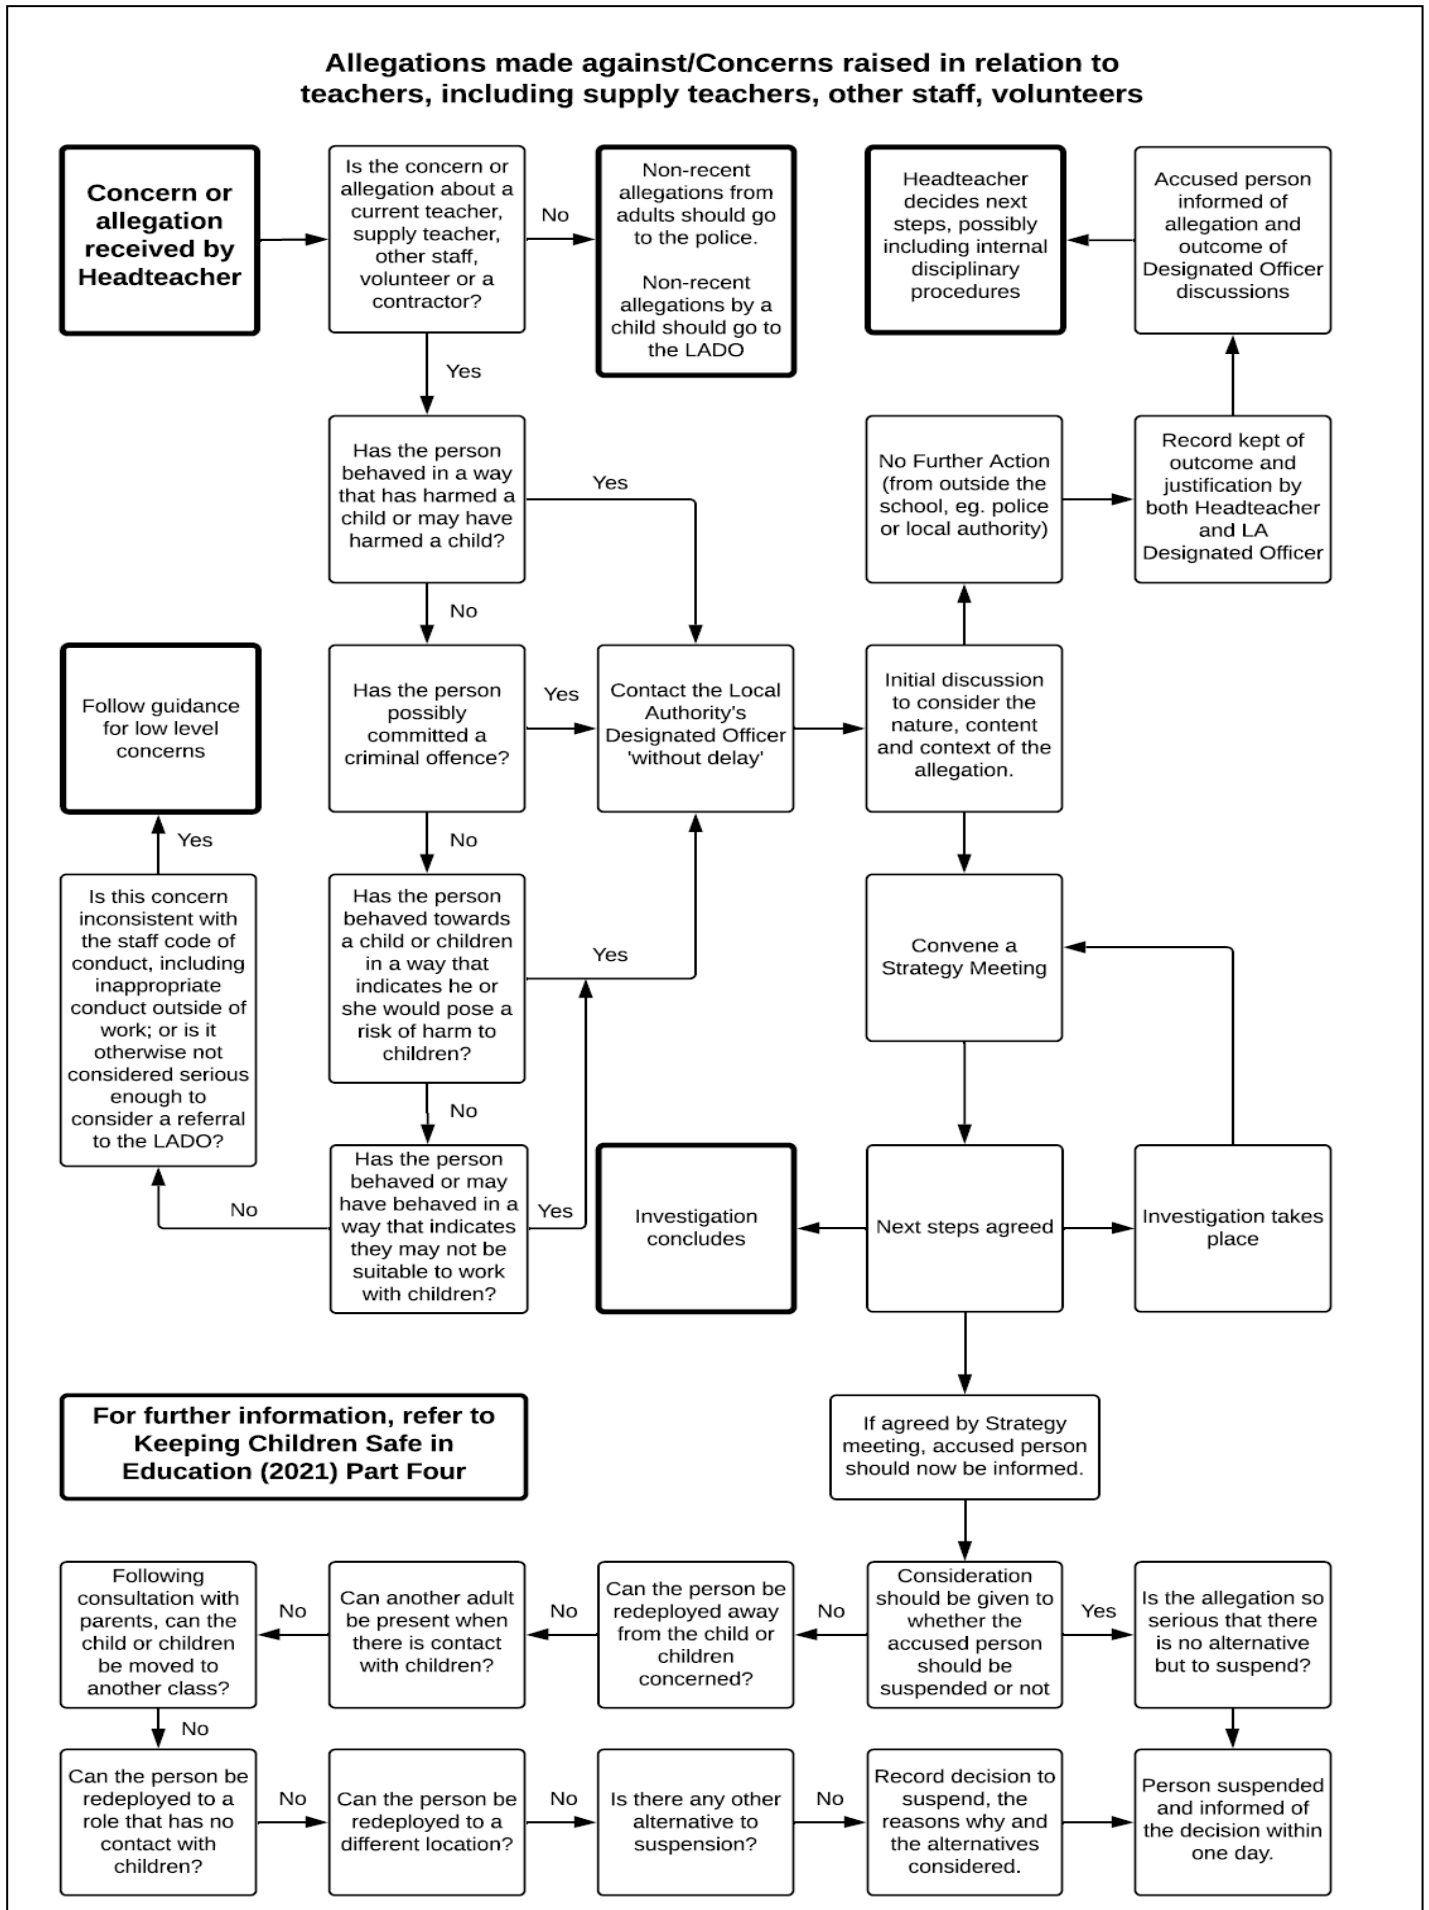 Allegations made against/Concerns raised in relation to
teachers, including supply teachers, other staff, volunteers
Concern or
allegation
received by
Headteacher
Is the concern or
allegation about a
current teacher,
supply teacher,
other staff,
volunteer or a
contractor?
No
Non-recent
allegations from
adults should go
to the police.
Non-recent
allegations by a
child should go to
the LADO
Headteacher
decides next
steps, possibly
including internal
disciplinary
procedures
Accused person
informed of
allegation and
outcome of
Designated Officer
discussions
Yes
Has the person
behaved in a way
that has harmed a
child or may have
harmed a child?
Yes
No Further Action
(from outside the
school, eg. police
or local authority)
Record kept of
outcome and
justification by
both Headteacher
and LA
Designated Officer
No
Follow guidance
for low level
concerns
Has the person
possibly
committed a
criminal offence?
Yes
Contact the Local
Authority's
Designated Officer
'without delay'
Initial discussion
to consider the
nature, content
and context of the
allegation.
Yes
No
Is this concern
inconsistent with
the staff code of
conduct, including
inappropriate
conduct outside of
work; or is it
otherwise not
considered serious
enough to
consider a referral
to the LADO?
Has the person
behaved towards
a child or children
in a way that
indicates he or
she would pose a
risk of harm to
children?
Yes
Convene a
Strategy Meeting
No
No
Has the person
behaved or may
have behaved in a
way that indicates
they may not be
suitable to work
with children?
Yes
Investigation
concludes
Next steps agreed
Investigation takes
place
For further information, refer to
Keeping Children Safe in
Education (2021) Part Four
If agreed by Strategy
meeting, accused person
should now be informed.
Following
consultation with
parents, can the
child or children
be moved to
another class?
No
Can another adult
be present when
there is contact
with children?
No
Can the person be
redeployed away
from the child or
children
concerned?
No
Consideration
should be given to
whether the
accused person
should be
suspended or not
Yes
Is the allegation so
serious that there
is no alternative
but to suspend?
No
Can the person be
redeployed to a
role that has no
contact with
children?
No
Can the person be
redeployed to a
different location?
No
Is there any other
alternative to
suspension?
No
Record decision to
suspend, the
reasons why and
the alternatives
considered.
Person suspended
and informed of
the decision within
one day.